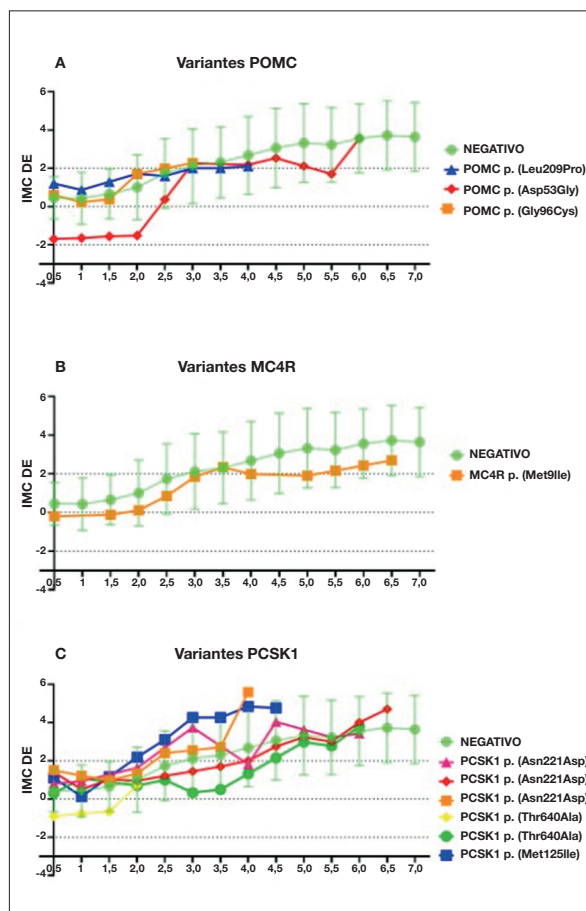 A Variantes POMC
6
4
2
0
-2
-4
IMC DE
0,5 1 1,5 2,0 2,5 3,0 3,5 4,0 4,5 5,0 5,5 6,0 6,5 7,0
NEGATIVO
POMC p. (Leu209Pro)
POMC p. (Asp53Gly)
POMC p. (Gly96Cys)
B Variantes MC4R
6
4
2
0
-2
-4
IMC DE
0,5 1 1,5 2,0 2,5 3,0 3,5 4,0 4,5 5,0 5,5 6,0 6,5 7,0
NEGATIVO
MC4R p. (Met9Ile)
C Variantes PCSK1
6
4
2
0
-2
-4
IMC DE
0,5 1 1,5 2,0 2,5 3,0 3,5 4,0 4,5 5,0 5,5 6,0 6,5 7,0
NEGATIVO
PCSK1 p. (Asn221Asp)
PCSK1 p. (Asn221Asp)
PCSK1 p. (Asn221Asp)
PCSK1 p. (Thr640Ala)
PCSK1 p. (Thr640Ala)
PCSK1 p. (Met125Ile)